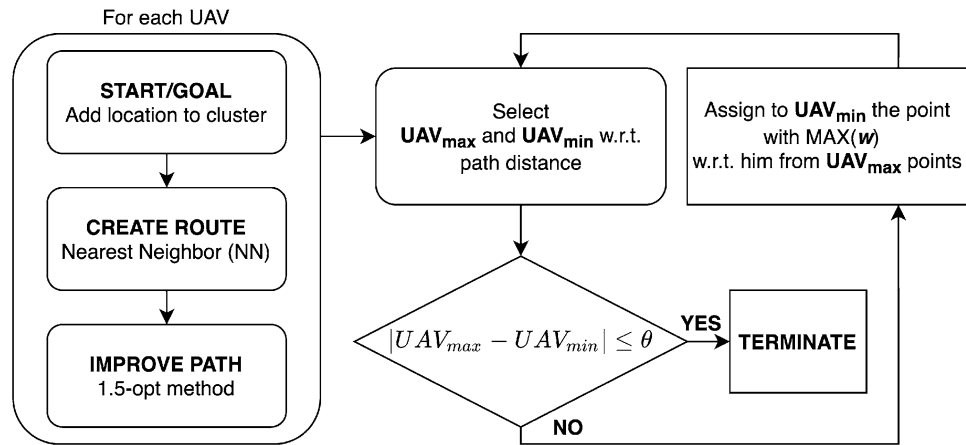 For each UAV
START/GOAL
Add location to cluster
CREATE ROUTE
Nearest Neighbor (NN)
IMPROVE PATH
1.5-opt method
Select
UAVmax and UAVmin w.r.t.
path distance
|UAVmax − UAVmin| ≤ θ
YES
TERMINATE
NO
Assign to UAVmin the point
with MAX(w)
w.r.t. him from UAVmax points